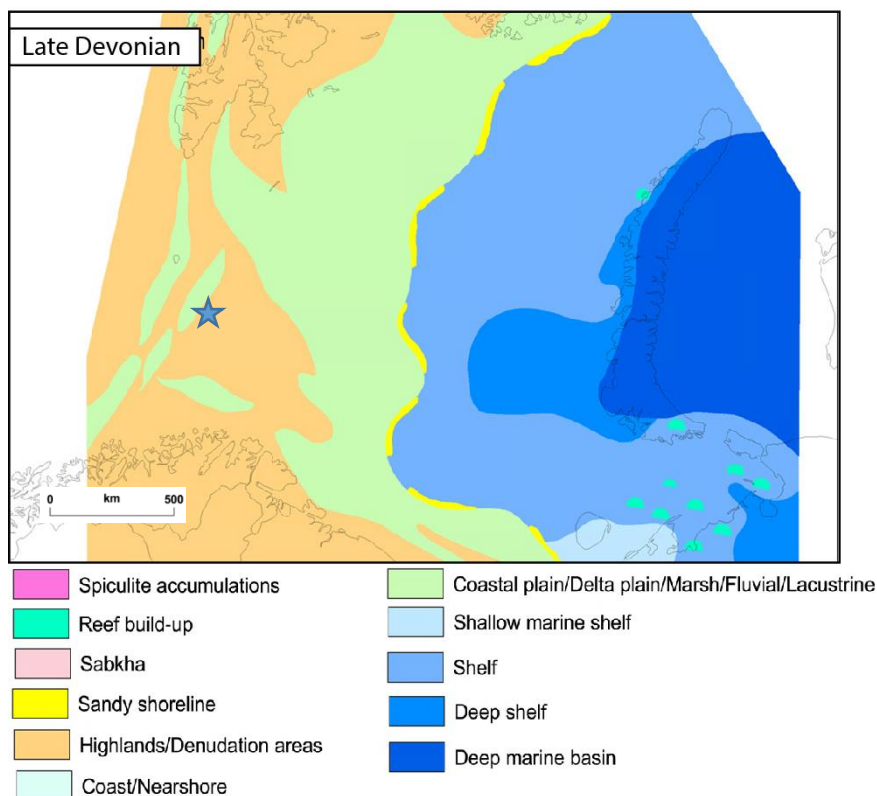 Late Devonian
km
0 500
Spiculite accumulations
Reef build-up
Sabkha
Sandy shoreline
Highlands/Denudation areas
Coast/Nearshore
Coastal plain/Delta plain/Marsh/Fluvial/Lacustrine
Shallow marine shelf
Shelf
Deep shelf
Deep marine basin